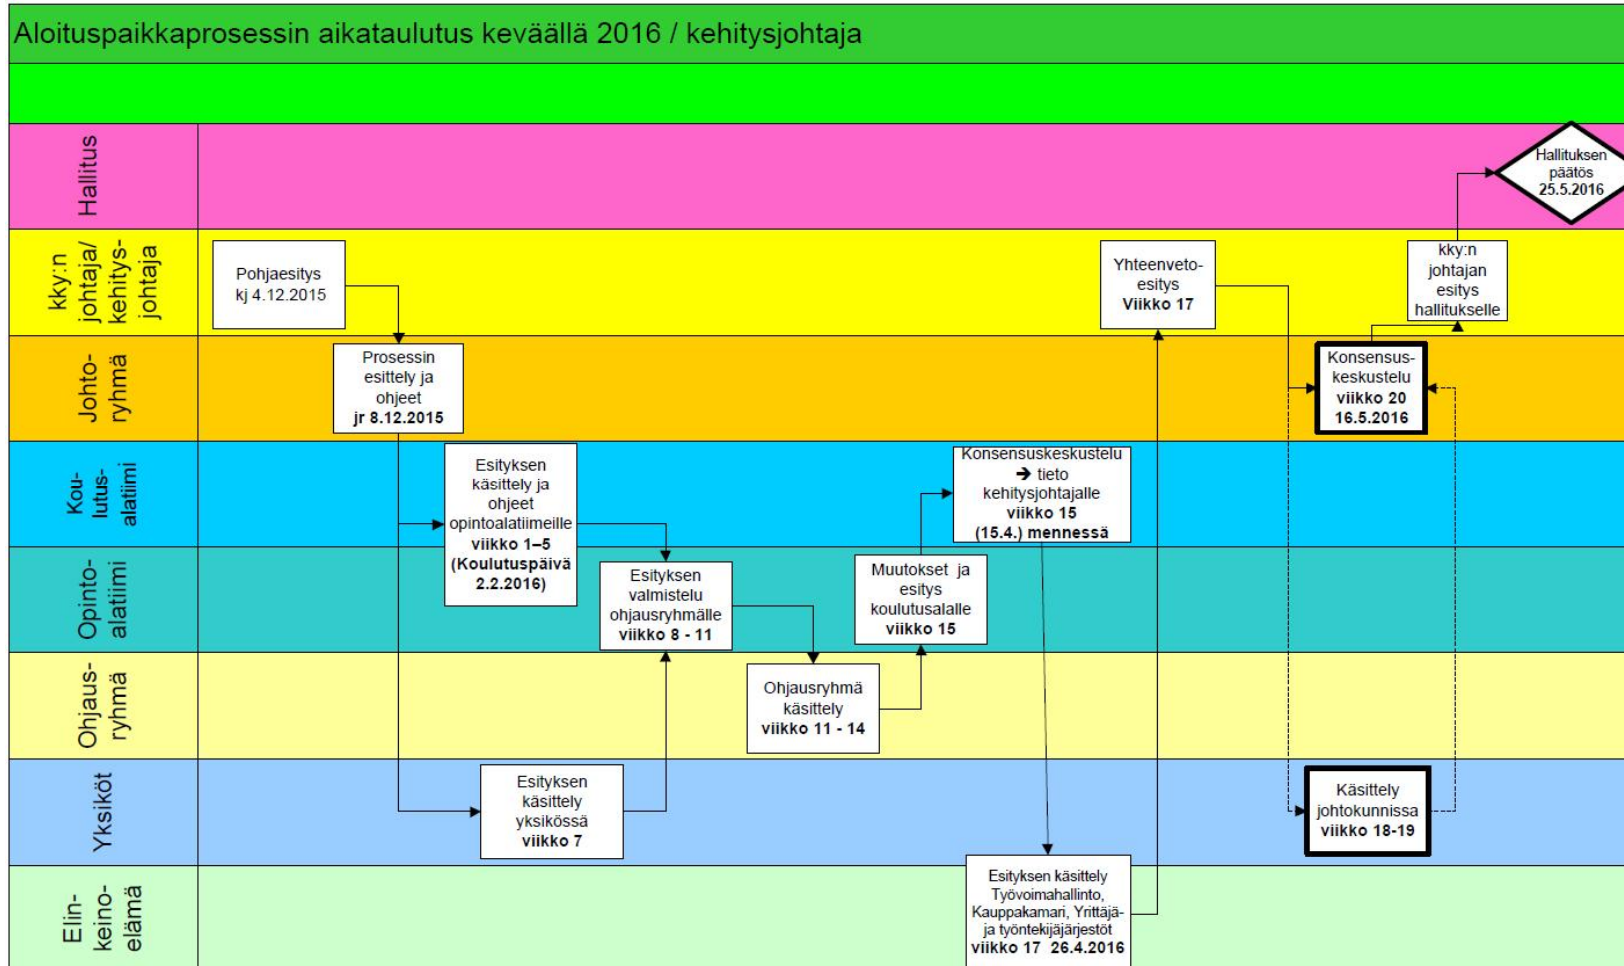 Aloituspaikkaprosessin aikataulutus keväällä 2016 / kehitysjohtaja
Hallitus
Hallituksen
päätös
25.5.2016
kky:n
johtaja/
kehitys-
johtaja
Pohjaesitys
kj 4.12.2015
Yhteenveto-
esitys
Viikko 17
kky:n
johtajan
esitys
hallitukselle
Johto-
ryhmä
Prosessin
esittely ja
ohjeet
jr 8.12.2015
Konsensus-
keskustelu
viikko 20
16.5.2016
Kou-
lutus-
alatiimi
Esityksen
käsittely ja
ohjeet
opintoalatiimeille
viikko 1–5
(Koulutuspäivä
2.2.2016)
Konsensuskeskustelu
➔ tieto
kehitysjohtajalle
viikko 15
(15.4.) mennessä
Opinto-
alatiimi
Esityksen
valmistelu
ohjausryhmälle
viikko 8 - 11
Muutokset ja
esitys
koulutusalalle
viikko 15
Ohjaus-
ryhmä
Ohjausryhmä
käsittely
viikko 11 - 14
Yksiköt
Esityksen
käsittely
yksikössä
viikko 7
Käsittely
johtokunnissa
viikko 18-19
Elin-
keino-
elämä
Esityksen käsittely
Työvoimahallinto,
Kauppakamari, Yrittäjä-
ja työntekijäjärjestöt
viikko 17 26.4.2016